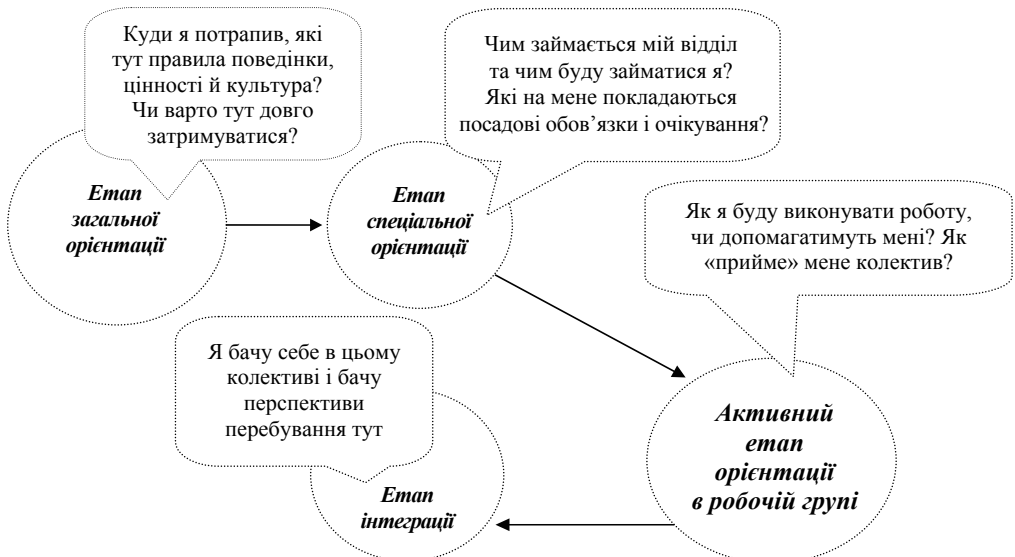 Куди я потрапив, які
тут правила поведінки,
цінності й культура?
Чи варто тут довго
затримуватися?
Етап
загальної
орієнтації
Чим займається мій відділ
та чим буду займатися я?
Які на мене покладаються
посадові обов’язки і очікування?
Етап
спеціальної
орієнтації
Як я буду виконувати роботу,
чи допомагатимуть мені? Як
«прийме» мене колектив?
Активний
етап
орієнтації
в робочій групі
Я бачу себе в цьому
колективі і бачу
перспективи
перебування тут
Етап
інтеграції